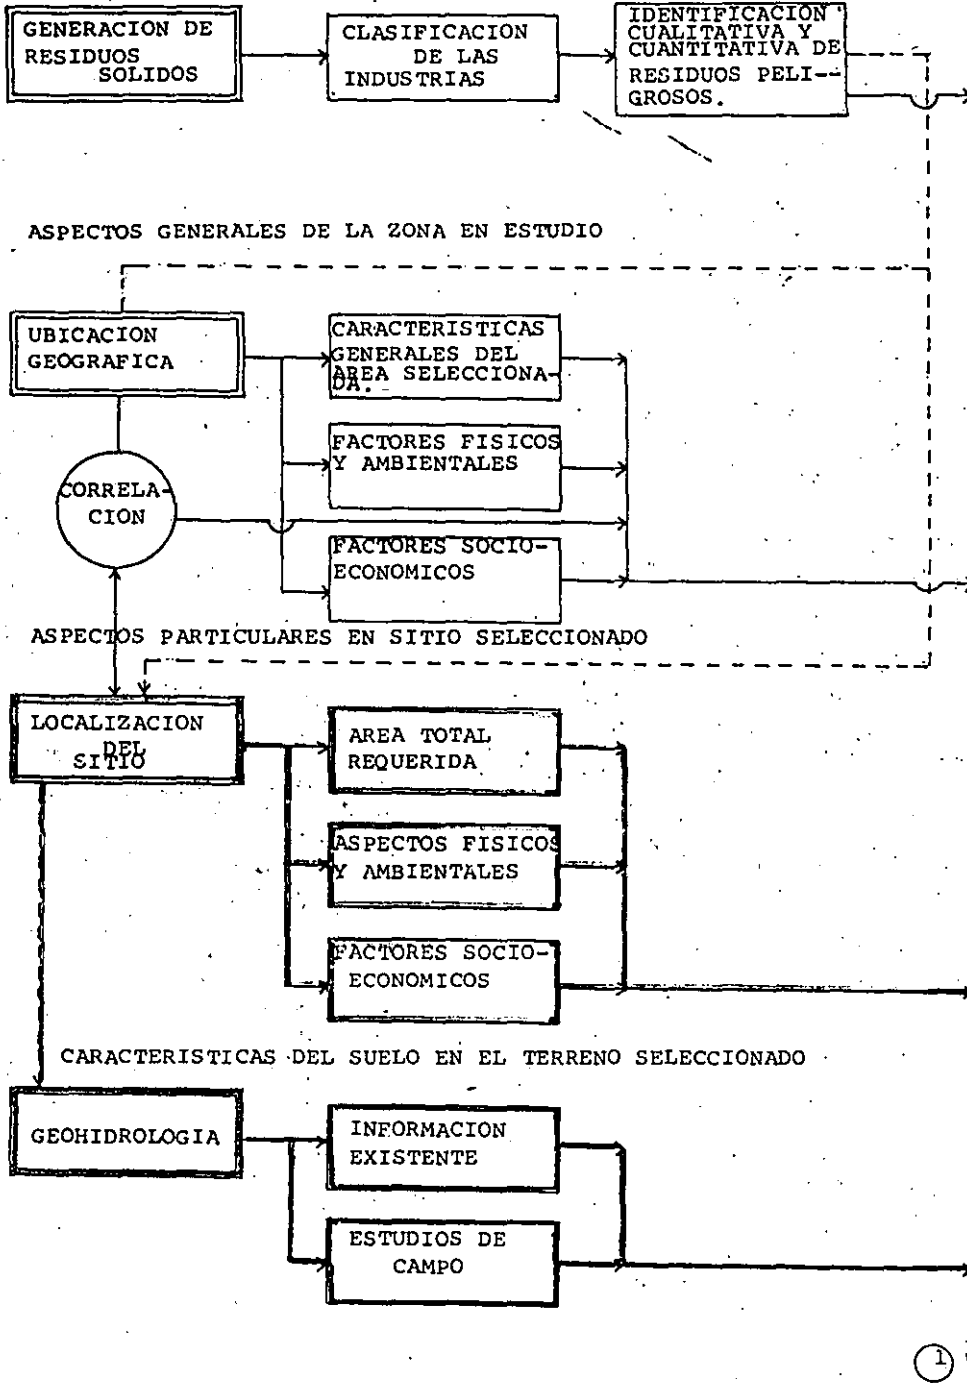 GENERACION DE
RESIDUOS
SOLIDOS
CLASIFICACION
DE LAS
INDUSTRIAS
IDENTIFICACION
CUALITATIVA Y
CUANTITATIVA DE
RESIDUOS PELI--
GROSOS.
ASPECTOS GENERALES DE LA ZONA EN ESTUDIO
UBICACION
GEOGRAFICA
CARACTERISTICAS
GENERALES DEL
AREA SELECCIONA-
DA.
FACTORES FISICOS
Y AMBIENTALES
CORRELA-
CION
FACTORES SOCIO-
ECONOMICOS
ASPECTOS PARTICULARES EN SITIO SELECCIONADO
LOCALIZACION
DEL
SITIO
AREA TOTAL
REQUERIDA
ASPECTOS FISICOS
Y AMBIENTALES
FACTORES SOCIO-
ECONOMICOS
CARACTERISTICAS DEL SUELO EN EL TERRENO SELECCIONADO
GEOHIDROLOGIA
INFORMACION
EXISTENTE
ESTUDIOS DE
CAMPO
1